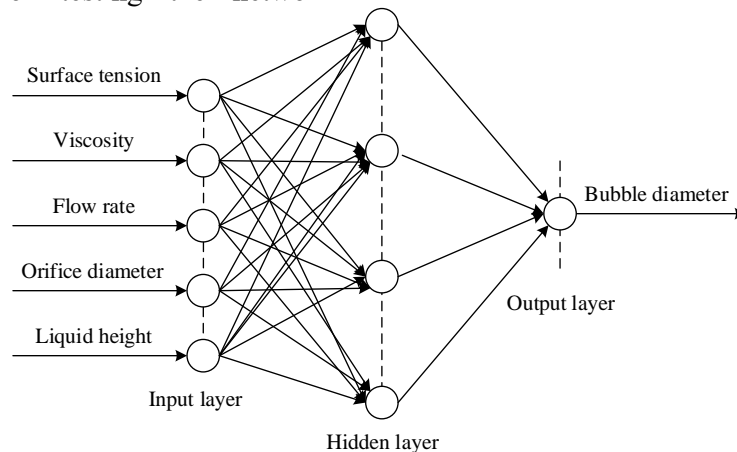 Surface tension
Viscosity
Flow rate
Orifice diameter
Liquid height
Input layer
Hidden layer
Output layer
Bubble diameter